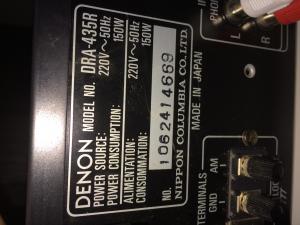 DENON MODEL NO. DRA-435R
POWER SOURCE: 220V~50Hz
POWER CONSUMPTION: 150W
ALIMENTATION: 220V~50Hz
CONSOMMATION: 150W
NO. 1062414669
NIPPON COLUMBIA CO., LTD.
MADE IN JAPAN
L
R
TERMINALS
GND
AM